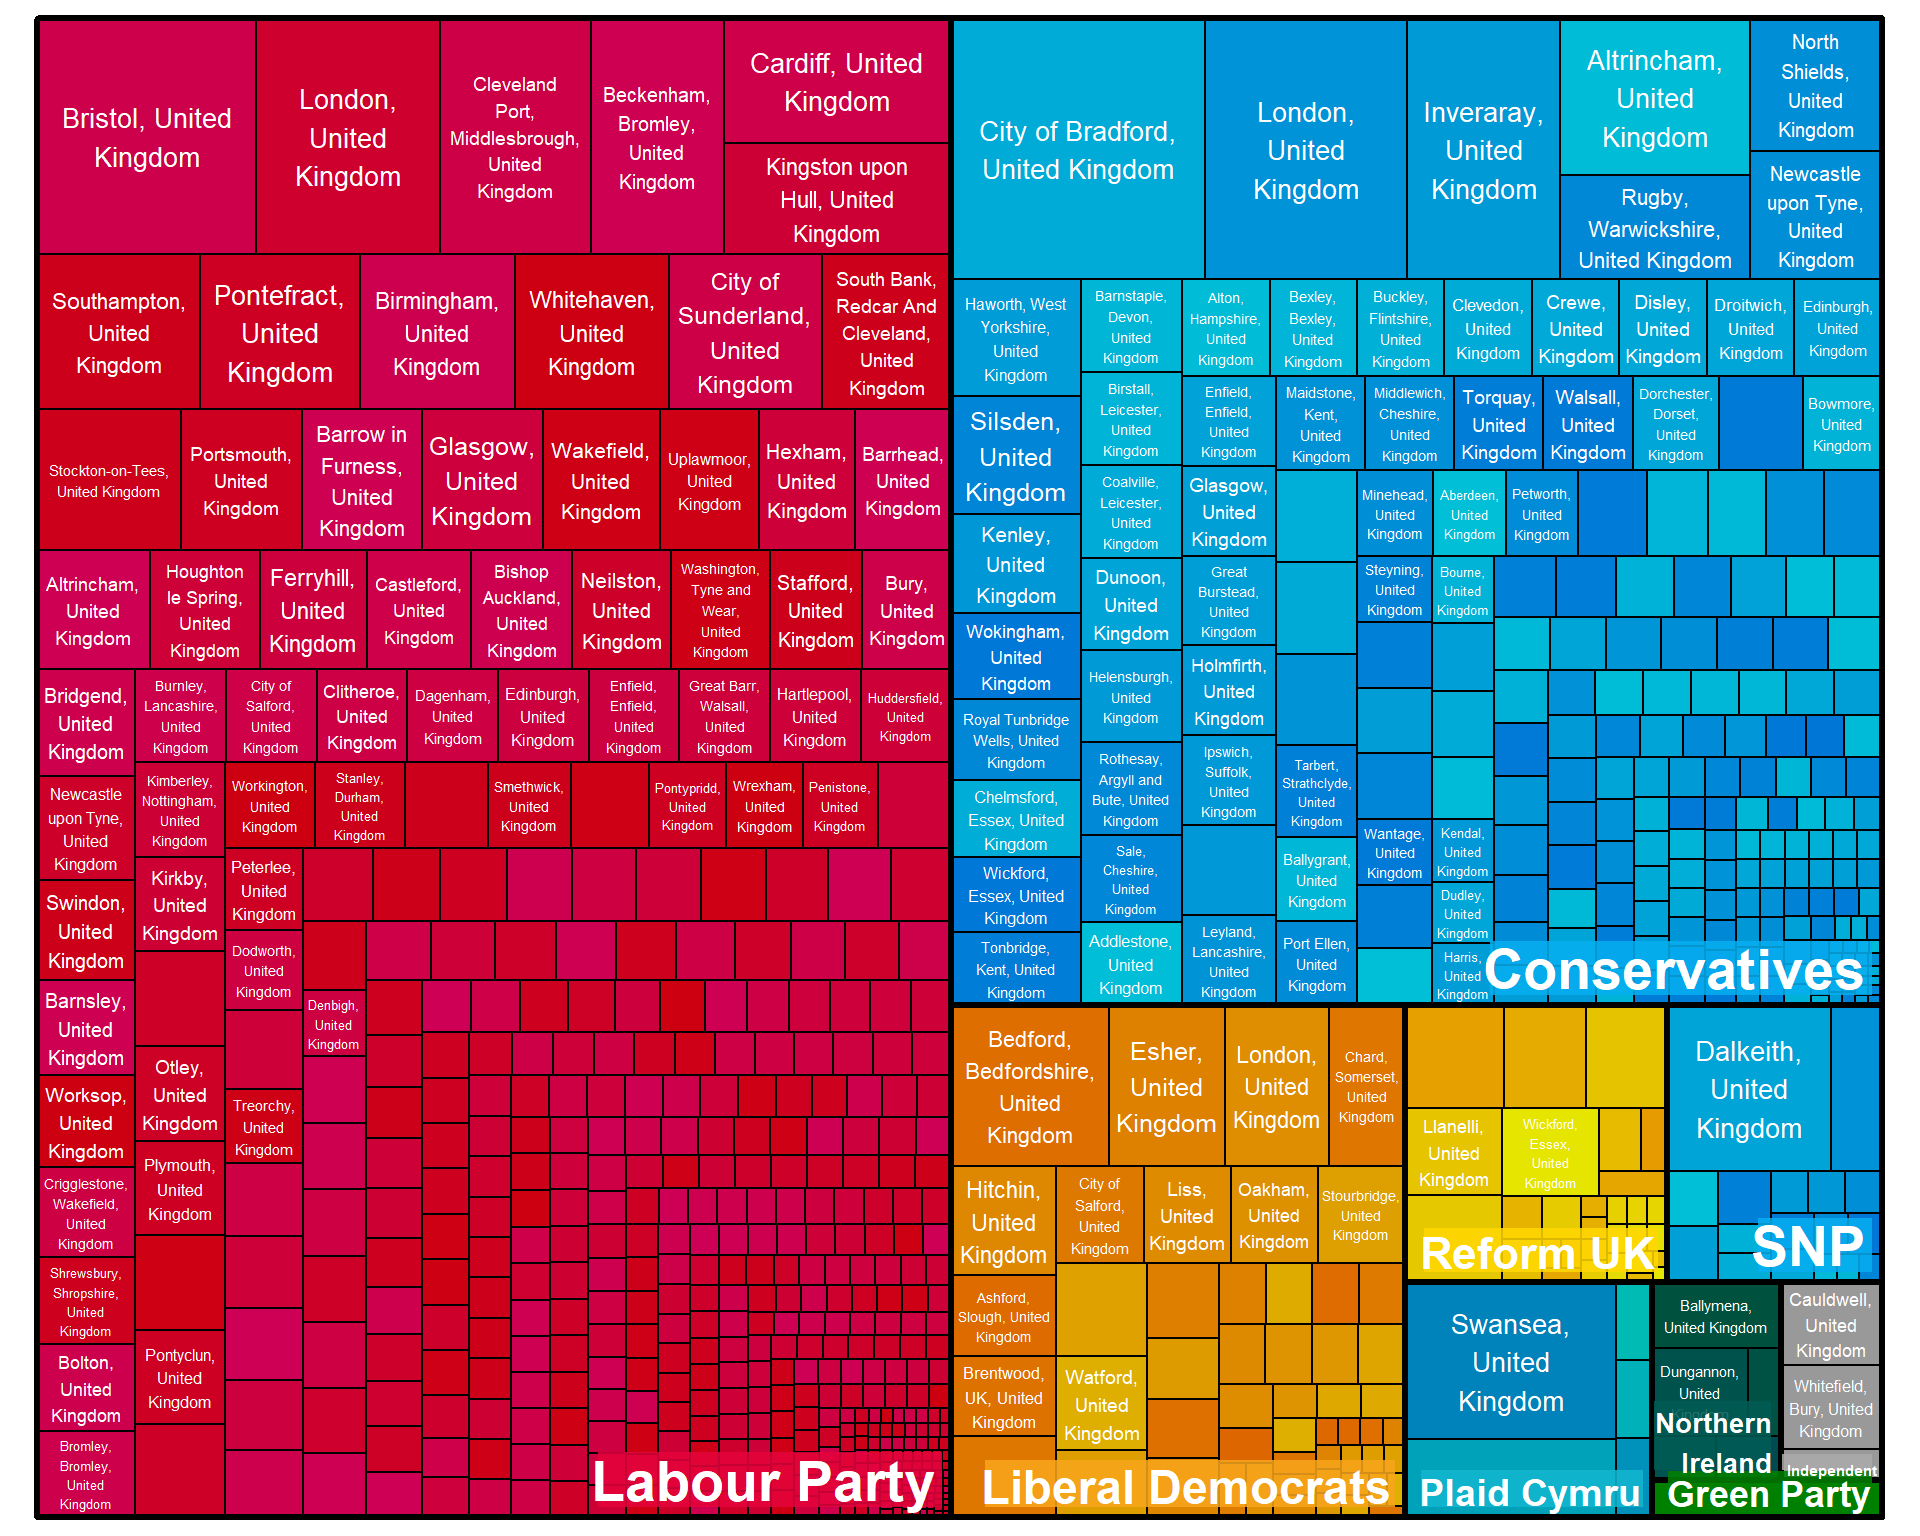 Bristol, United
Kingdom
London,
United
Kingdom
Cleveland
Port,
Middlesbrough,
United
Kingdom
Beckenham,
Bromley,
United
Kingdom
Cardiff, United
Kingdom
Kingston upon
Hull, United
Kingdom
Southampton,
United
Kingdom
Pontefract,
United
Kingdom
Birmingham,
United
Kingdom
Whitehaven,
United
Kingdom
City of
Sunderland,
United
Kingdom
South Bank,
Redcar And
Cleveland,
United
Kingdom
Stockton-on-Tees,
United Kingdom
Portsmouth,
United
Kingdom
Barrow in
Furness,
United
Kingdom
Glasgow,
United
Kingdom
Wakefield,
United
Kingdom
Uplawmoor,
United
Kingdom
Hexham,
United
Kingdom
Barrhead,
United
Kingdom
Altrincham,
United
Kingdom
Houghton
le Spring,
United
Kingdom
Ferryhill,
United
Kingdom
Castleford,
United
Kingdom
Bishop
Auckland,
United
Kingdom
Neilston,
United
Kingdom
Washington,
Tyne and
Wear,
United
Kingdom
Stafford,
United
Kingdom
Bury,
United
Kingdom
Bridgend,
United
Kingdom
Burnley,
Lancashire,
United
Kingdom
City of
Salford,
United
Kingdom
Clitheroe,
United
Kingdom
Dagenham,
United
Kingdom
Edinburgh,
United
Kingdom
Enfield,
Enfield,
United
Kingdom
Great Barr,
Walsall,
United
Kingdom
Hartlepool,
United
Kingdom
Huddersfield,
United
Kingdom
Newcastle
upon Tyne,
United
Kingdom
Kimberley,
Nottingham,
United
Kingdom
Workington,
United
Kingdom
Stanley,
Durham,
United
Kingdom
Smethwick,
United
Kingdom
Pontypridd,
United
Kingdom
Wrexham,
United
Kingdom
Penistone,
United
Kingdom
Swindon,
United
Kingdom
Kirkby,
United
Kingdom
Peterlee,
United
Kingdom
Dodworth,
United
Kingdom
Barnsley,
United
Kingdom
Denbigh,
United
Kingdom
Otley,
United
Kingdom
Worksop,
United
Kingdom
Treorchy,
United
Kingdom
Plymouth,
United
Kingdom
Crigglestone,
Wakefield,
United
Kingdom
Shrewsbury,
Shropshire,
United
Kingdom
Pontyclun,
United
Kingdom
Bolton,
United
Kingdom
Bromley,
Bromley,
United
Kingdom
Labour Party
City of Bradford,
United Kingdom
London,
United
Kingdom
Inveraray,
United
Kingdom
Altrincham,
United
Kingdom
North
Shields,
United
Kingdom
Rugby,
Warwickshire,
United Kingdom
Newcastle
upon Tyne,
United
Kingdom
Haworth, West
Yorkshire,
United
Kingdom
Barnstaple,
Devon,
United
Kingdom
Alton,
Hampshire,
United
Kingdom
Bexley,
Bexley,
United
Kingdom
Buckley,
Flintshire,
United
Kingdom
Clevedon,
United
Kingdom
Crewe,
United
Kingdom
Disley,
United
Kingdom
Droitwich,
United
Kingdom
Edinburgh,
United
Kingdom
Silsden,
United
Kingdom
Birstall,
Leicester,
United
Kingdom
Enfield,
Enfield,
United
Kingdom
Maidstone,
Kent,
United
Kingdom
Middlewich,
Cheshire,
United
Kingdom
Torquay,
United
Kingdom
Walsall,
United
Kingdom
Dorchester,
Dorset,
United
Kingdom
Bowmore,
United
Kingdom
Coalville,
Leicester,
United
Kingdom
Glasgow,
United
Kingdom
Minehead,
United
Kingdom
Aberdeen,
United
Kingdom
Petworth,
United
Kingdom
Kenley,
United
Kingdom
Dunoon,
United
Kingdom
Great
Burstead,
United
Kingdom
Steyning,
United
Kingdom
Bourne,
United
Kingdom
Wokingham,
United
Kingdom
Helensburgh,
United
Kingdom
Holmfirth,
United
Kingdom
Royal Tunbridge
Wells, United
Kingdom
Rothesay,
Argyll and
Bute, United
Kingdom
Ipswich,
Suffolk,
United
Kingdom
Tarbert,
Strathclyde,
United
Kingdom
Chelmsford,
Essex, United
Kingdom
Wantage,
United
Kingdom
Kendal,
United
Kingdom
Wickford,
Essex, United
Kingdom
Sale,
Cheshire,
United
Kingdom
Ballygrant,
United
Kingdom
Dudley,
United
Kingdom
Tonbridge,
Kent, United
Kingdom
Addlestone,
United
Kingdom
Leyland,
Lancashire,
United
Kingdom
Port Ellen,
United
Kingdom
Harris,
United
Kingdom
Conservatives
Bedford,
Bedfordshire,
United
Kingdom
Esher,
United
Kingdom
London,
United
Kingdom
Chard,
Somerset,
United
Kingdom
Hitchin,
United
Kingdom
City of
Salford,
United
Kingdom
Liss,
United
Kingdom
Oakham,
United
Kingdom
Stourbridge,
United
Kingdom
Ashford,
Slough, United
Kingdom
Brentwood,
UK, United
Kingdom
Watford,
United
Kingdom
Liberal Democrats
Llanelli,
United
Kingdom
Wickford,
Essex,
United
Kingdom
Reform UK
Dalkeith,
United
Kingdom
SNP
Swansea,
United
Kingdom
Plaid Cymru
Ballymena,
United Kingdom
Dungannon,
United
Kingdom
Northern
Ireland
Cauldwell,
United
Kingdom
Whitefield,
Bury, United
Kingdom
Independent
Green Party